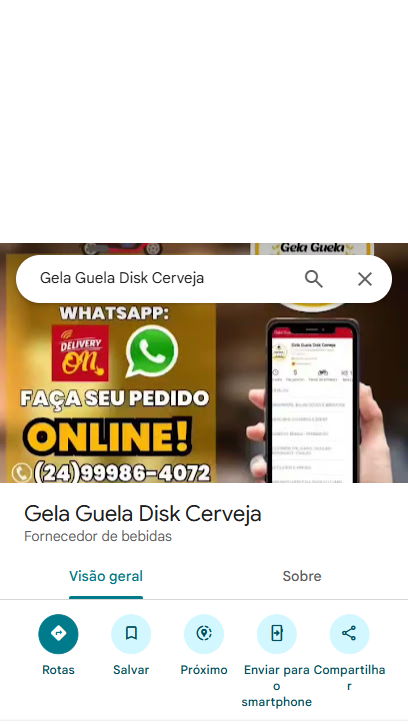 Gela Guela
Gela Guela Disk Cerveja
WHATSAPP:
DELIVERY
ON
FAÇA SEU PEDIDO
ONLINE!
(24)99986-4072
Gela Guela Disk Cerveja
Fornecedor de bebidas
Visão geral
Sobre
Rotas
Salvar
Próximo
Enviar para
o
smartphone
Compartilha
r